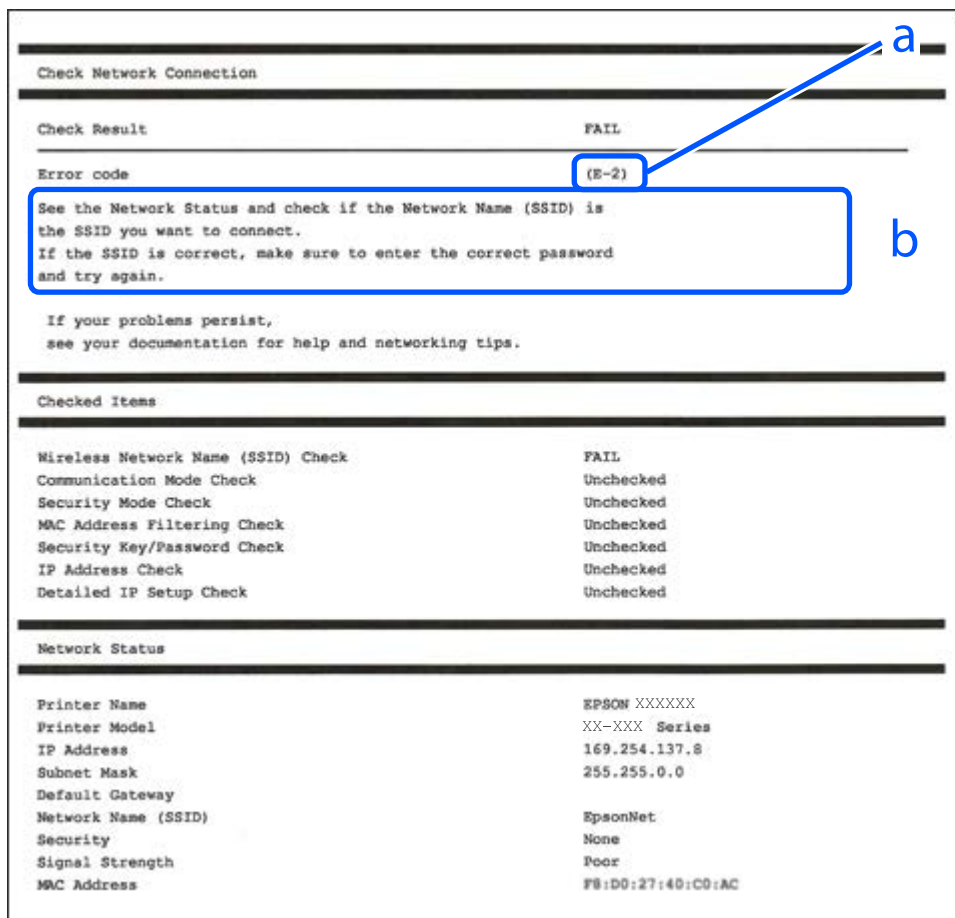 a
Check Network Connection
Check Result FAIL
Error code (E-2)
See the Network Status and check if the Network Name (SSID) is
the SSID you want to connect.
If the SSID is correct, make sure to enter the correct password
and try again.
b
If your problems persist,
see your documentation for help and networking tips.
Checked Items
Wireless Network Name (SSID) Check FAIL
Communication Mode Check Unchecked
Security Mode Check Unchecked
MAC Address Filtering Check Unchecked
Security Key/Password Check Unchecked
IP Address Check Unchecked
Detailed IP Setup Check Unchecked
Network Status
Printer Name EPSON XXXXXX
Printer Model XX-XXX Series
IP Address 169.254.137.8
Subnet Mask 255.255.0.0
Default Gateway
Network Name (SSID) EpsonNet
Security None
Signal Strength Poor
MAC Address F8:D0:27:40:C0:AC